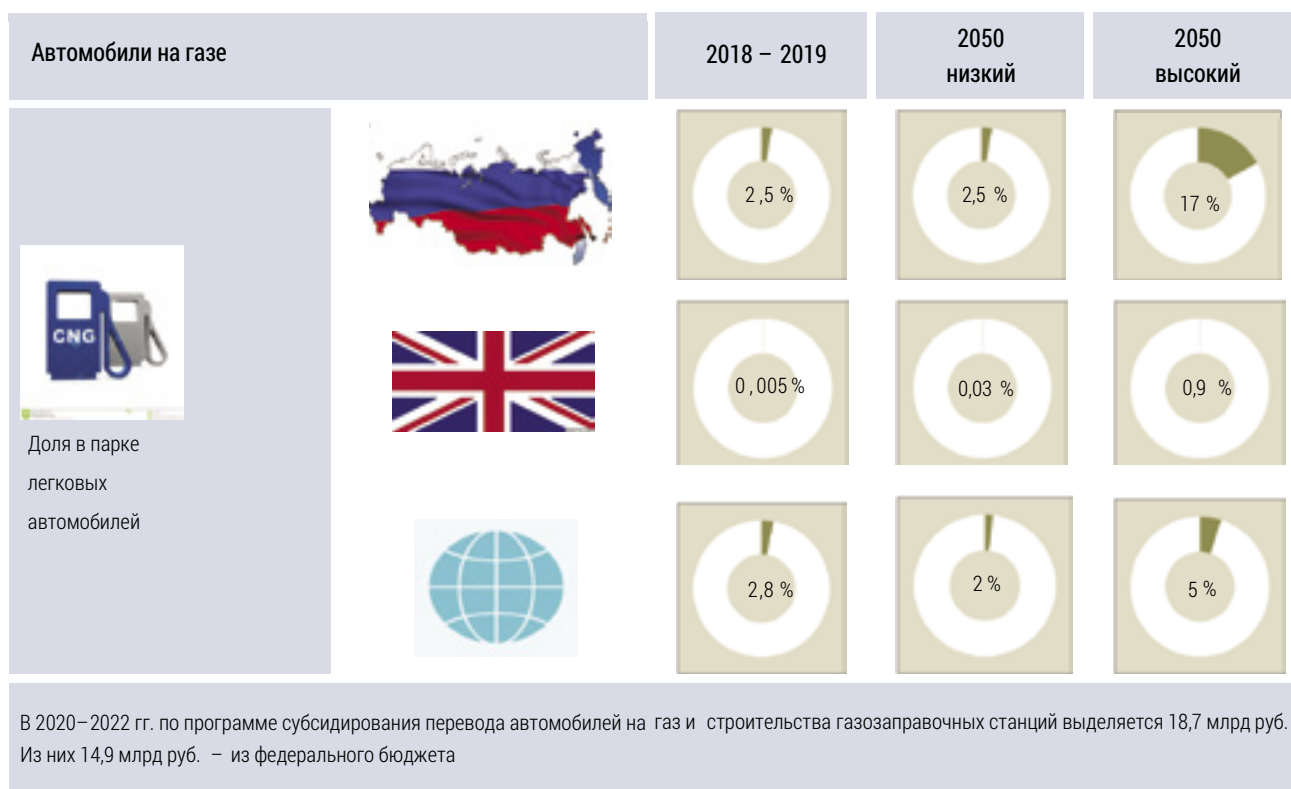 Автомобили на газе
2018 – 2019
2050
низкий
2050
высокий
2,5 %
2,5 %
17 %
CNG
0,005 %
0,03 %
0,9 %
Доля в парке
легковых
автомобилей
2,8 %
2 %
5 %
В 2020–2022 гг. по программе субсидирования перевода автомобилей на газ и строительства газозаправочных станций выделяется 18,7 млрд руб.
Из них 14,9 млрд руб. – из федерального бюджета